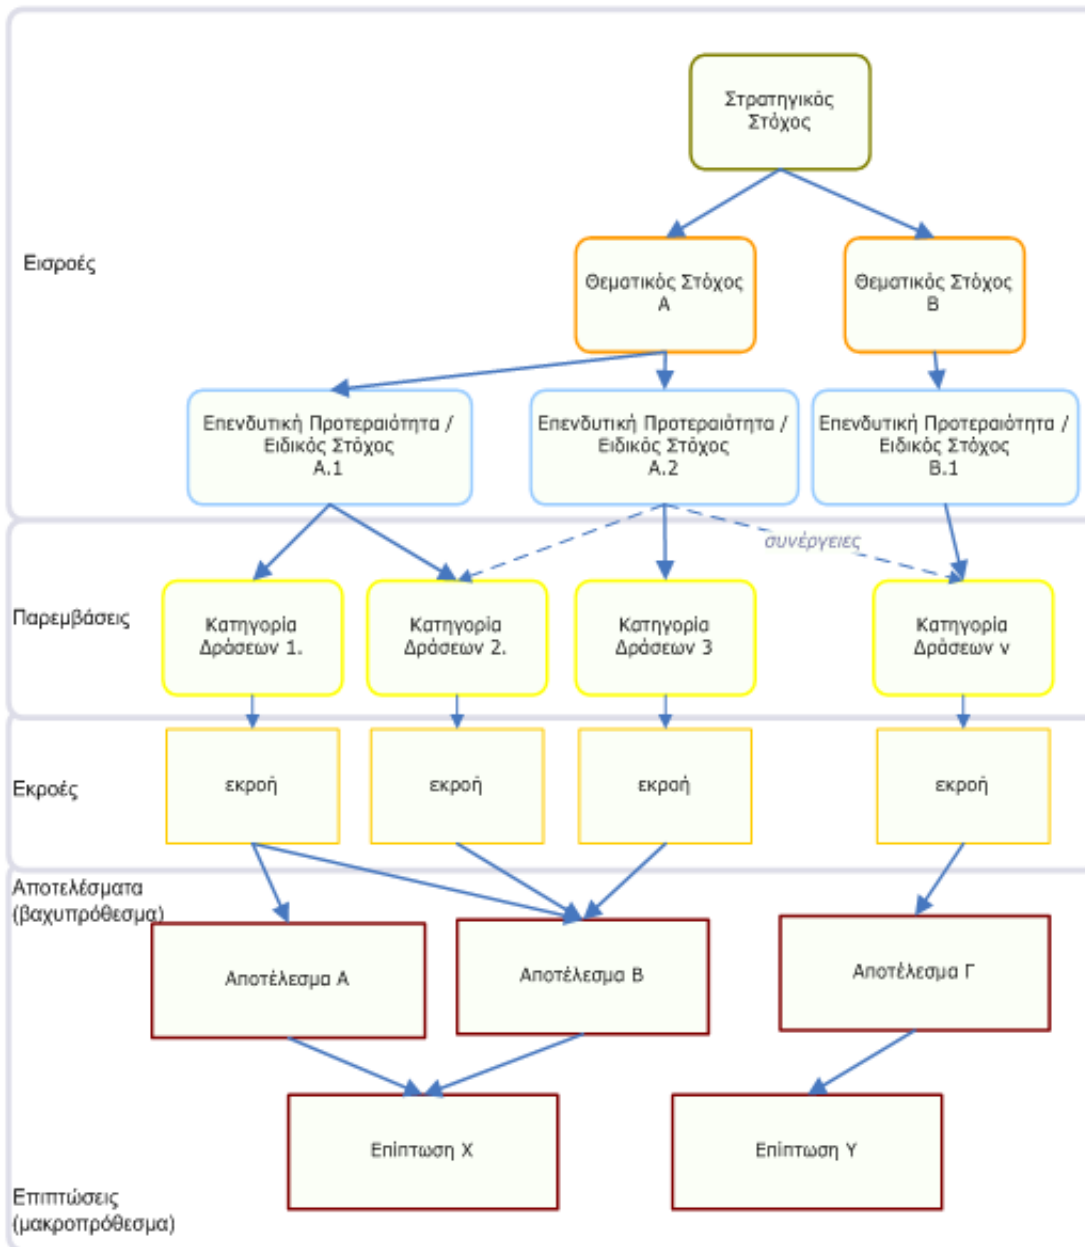 Στρατηγικός
Στόχος
Εισροές
Θεματικός Στόχος
Α
Θεματικός Στόχος
Β
Επενδυτική Προτεραιότητα /
Ειδικός Στόχος
Α.1
Επενδυτική Προτεραιότητα /
Ειδικός Στόχος
Α.2
Επενδυτική Προτεραιότητα /
Ειδικός Στόχος
Β.1
συνέργειες
Παρεμβάσεις
Κατηγορία
Δράσεων 1.
Κατηγορία
Δράσεων 2.
Κατηγορία
Δράσεων 3
Κατηγορία
Δράσεων ν
Εκροές
εκροή
εκροή
εκροή
εκροή
Αποτελέσματα
(βαχυπρόθεσμα)
Αποτέλεσμα Α
Αποτέλεσμα Β
Αποτέλεσμα Γ
Επίπτωση Χ
Επίπτωση Υ
Επιπτώσεις
(μακροπρόθεσμα)